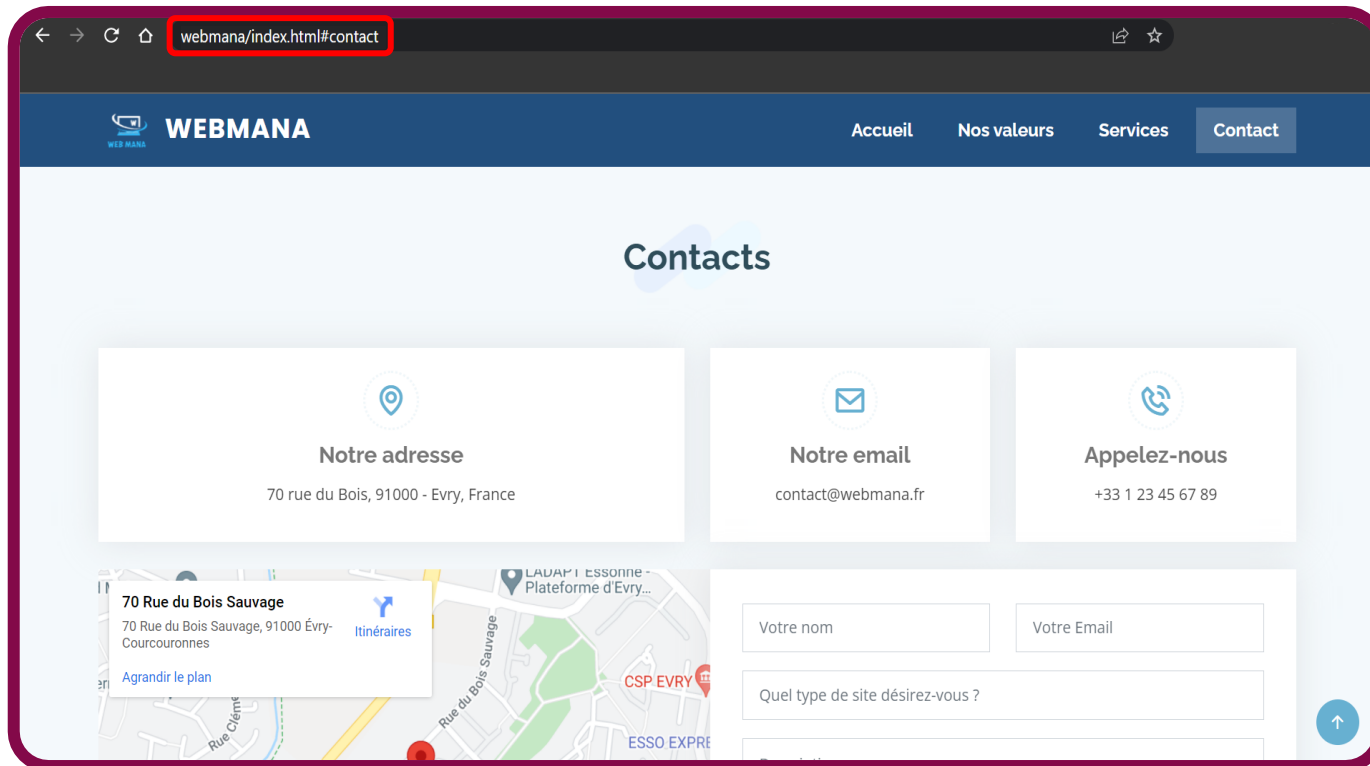 webmana/index.html#contact
WEB MANA
WEBMANA
Accueil
Nos valeurs
Services
Contact
Contacts
Notre adresse
70 rue du Bois, 91000 - Evry, France
Notre email
contact@webmana.fr
Appelez-nous
+33 1 23 45 67 89
70 Rue du Bois Sauvage
70 Rue du Bois Sauvage, 91000 Évry-
Courcouronnes
Itinéraires
Agrandir le plan
LADAPT Essonne -
Plateforme d'Evry...
Rue du Bois Sauvage
CSP EVRY
ESSO EXPRE
Rue Cléme
Votre nom
Votre Email
Quel type de site désirez-vous ?